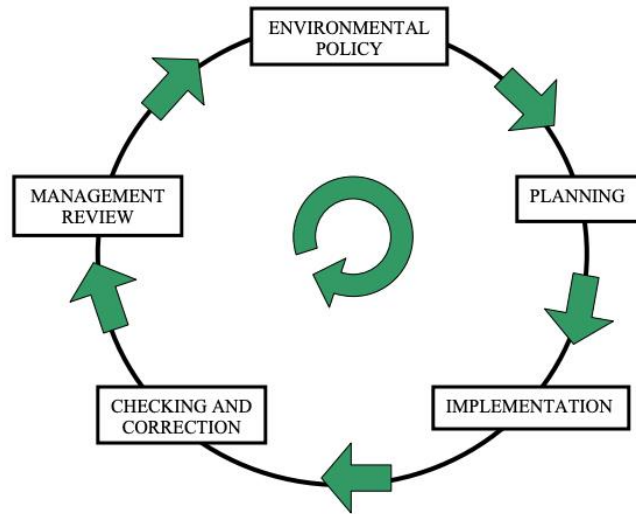 ENVIRONMENTAL
POLICY
PLANNING
IMPLEMENTATION
CHECKING AND
CORRECTION
MANAGEMENT
REVIEW